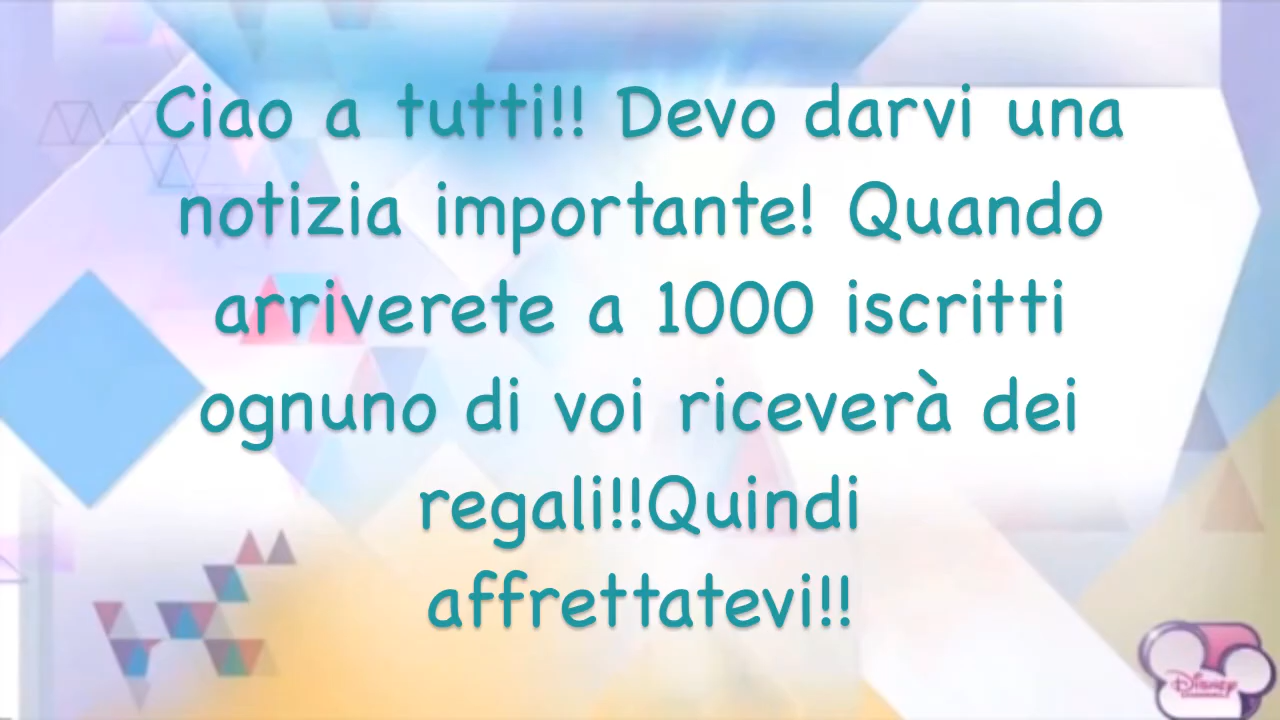 Ciao a tutti!! Devo darvi una
notizia importante! Quando
arriverete a 1000 iscritti
ognuno di voi riceverà dei
regali!!Quindi
affrettatevi!!
Disney
CHANNEL